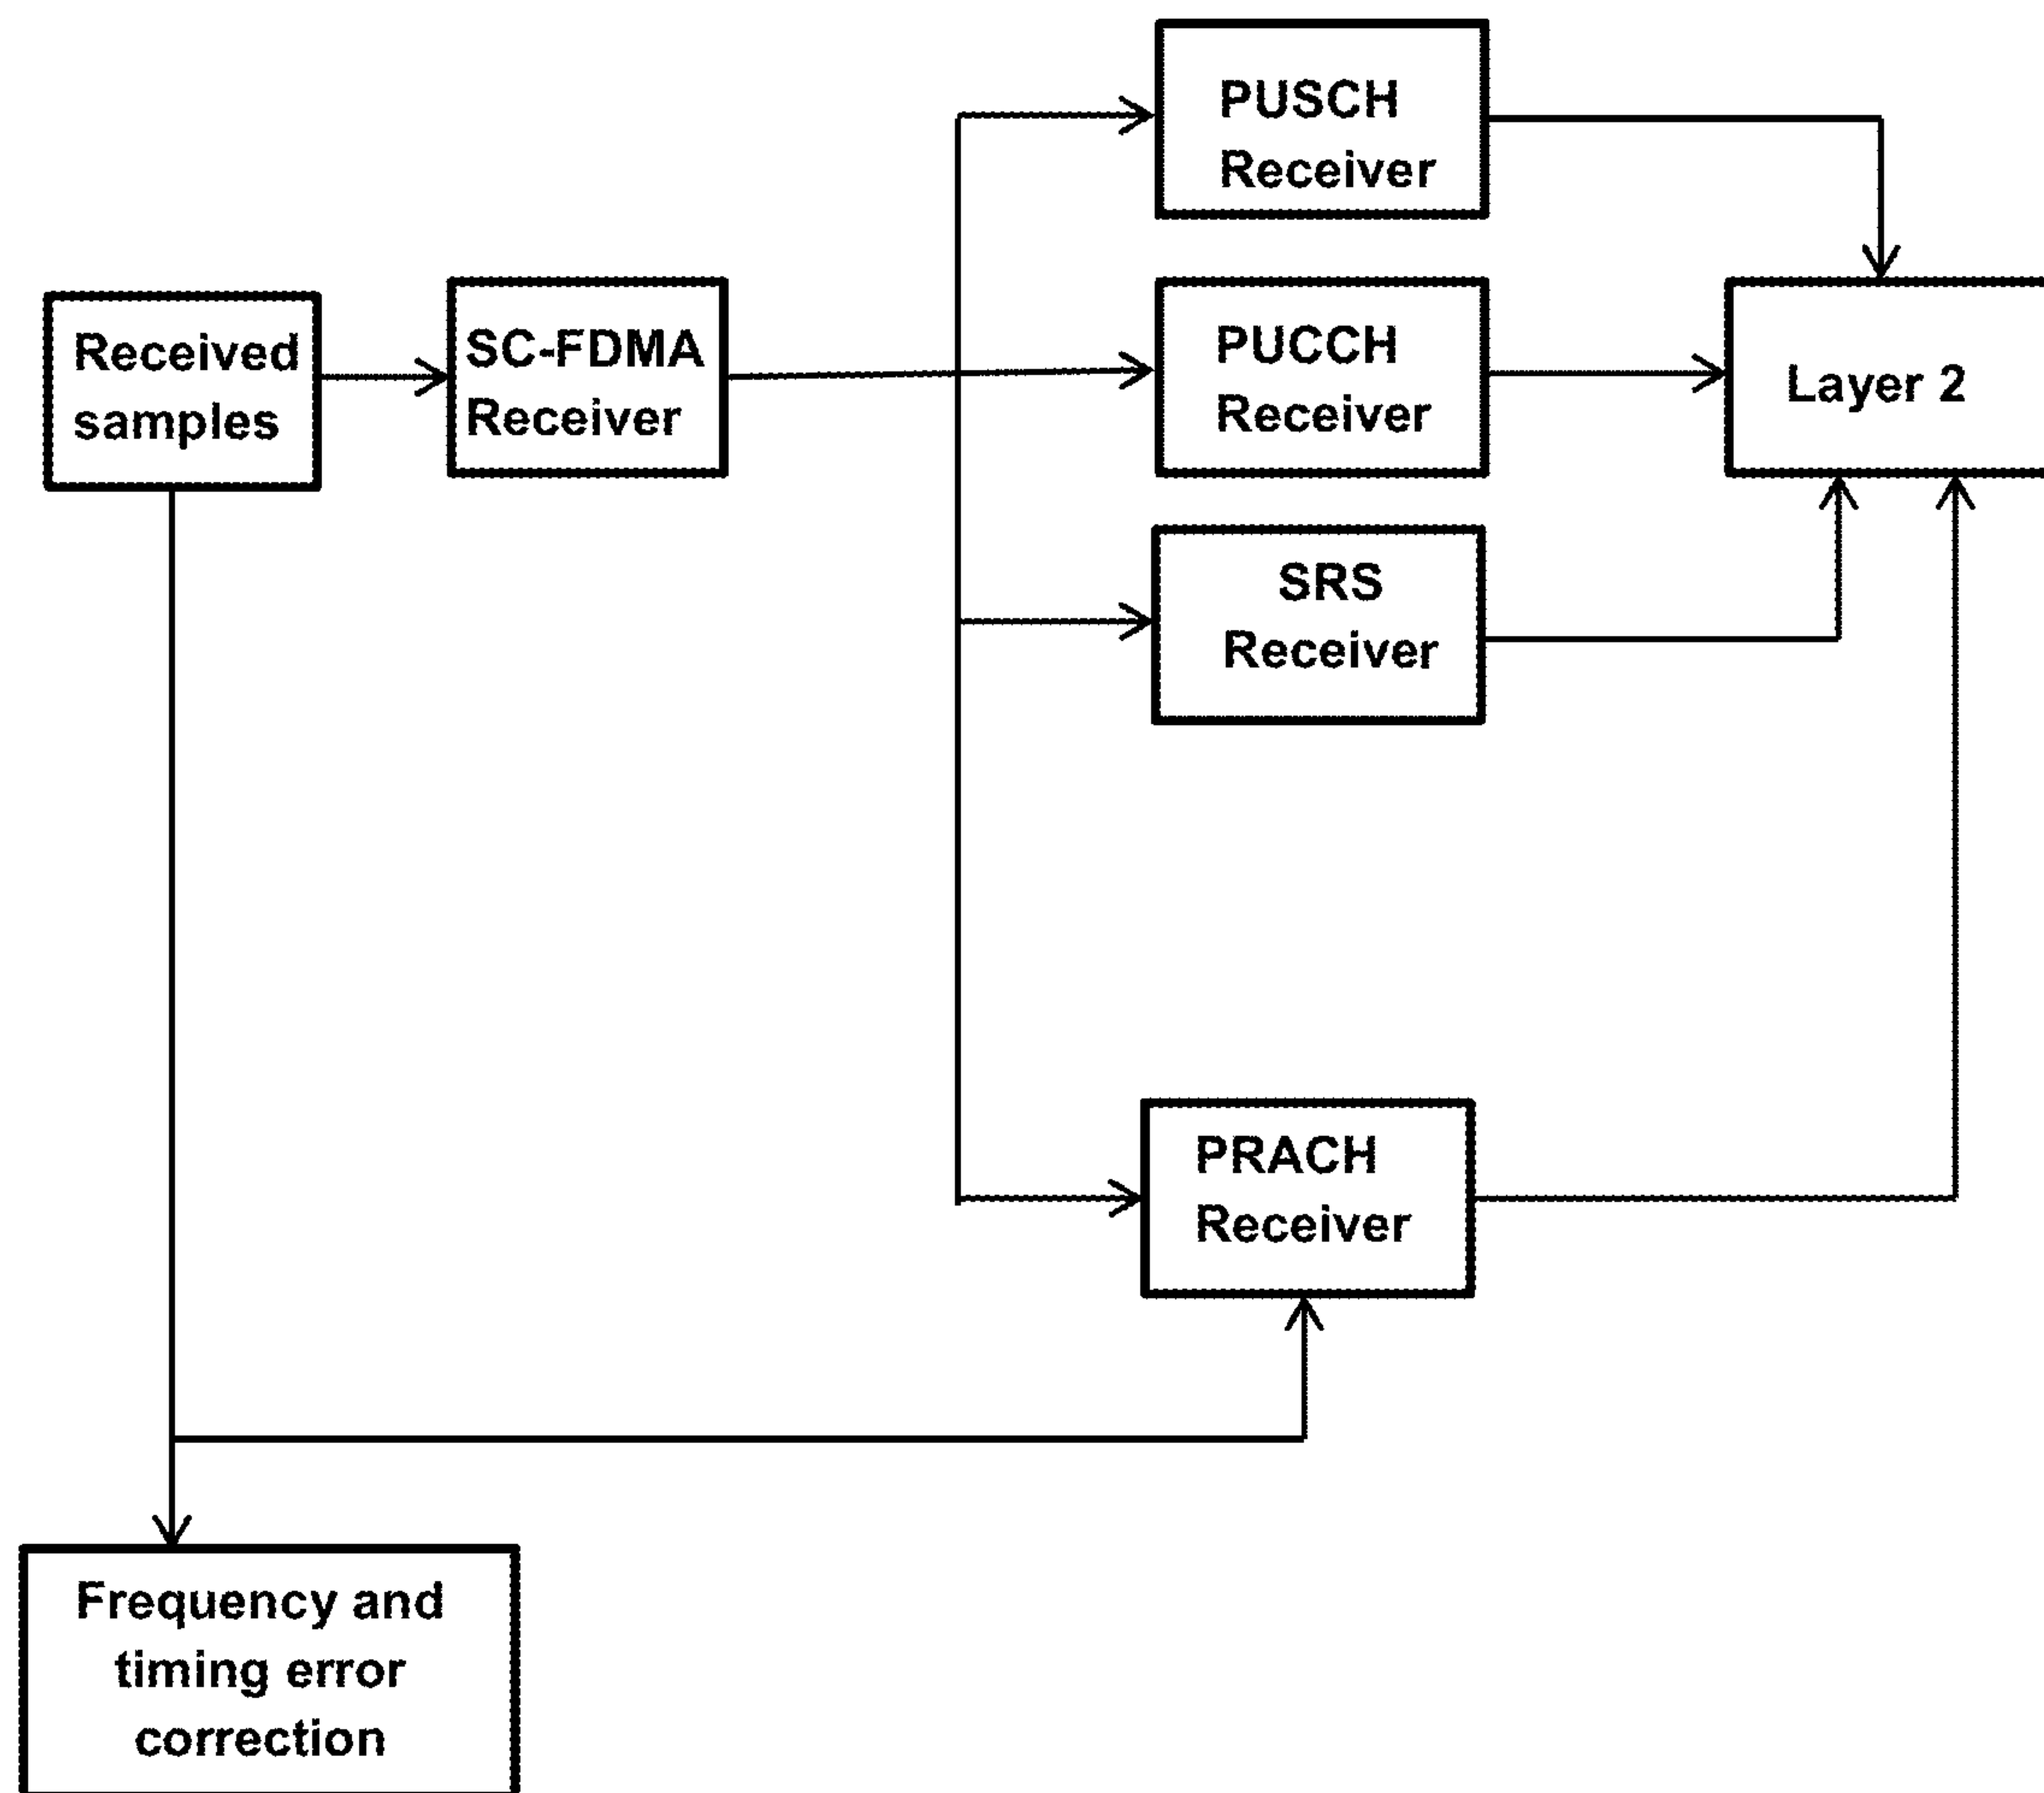 PUSCH
Receiver
Received
samples
SC-FDMA
Receiver
PUCCH
Receiver
Layer 2
SRS
Receiver
PRACH
Receiver
Frequency and
timing error
correction